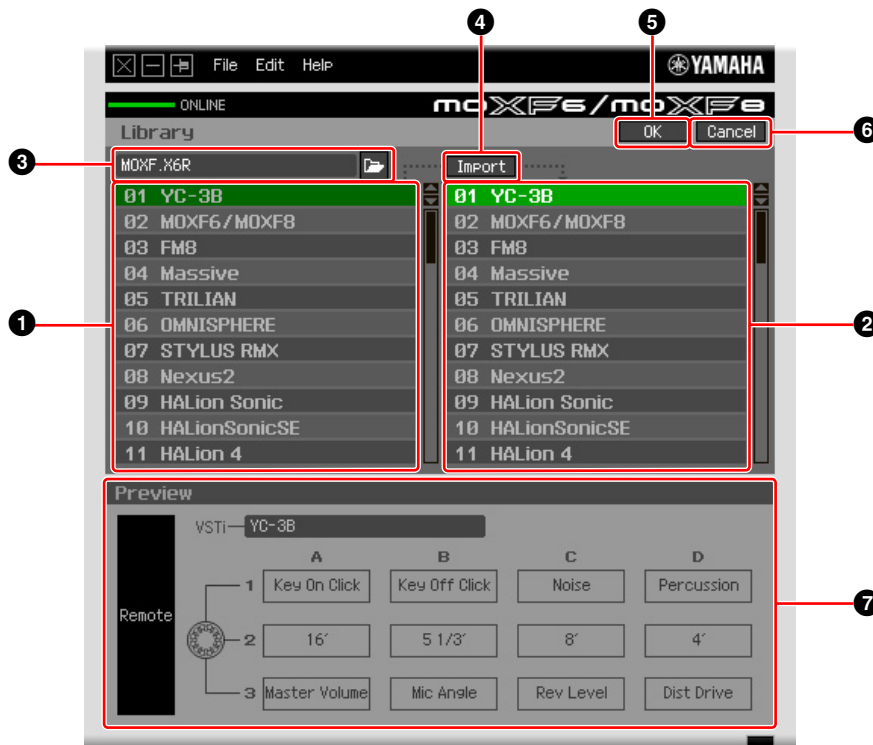 4 5
File Edit Help YAMAHA
ONLINE MOXF6/MOXF8
Library OK Cancel 6
3 MOXF.X6R Import
01 YC-3B 01 YC-3B
02 MOXF6/MOXF8 02 MOXF6/MOXF8
03 FM8 03 FM8
04 Massive 04 Massive
05 TRILIAN 05 TRILIAN
1 06 OMNISPHERE 06 OMNISPHERE 2
07 STYLUS RMX 07 STYLUS RMX
08 Nexus2 08 Nexus2
09 HALion Sonic 09 HALion Sonic
10 HALionSonicSE 10 HALionSonicSE
11 HALion 4 11 HALion 4
Preview
VSTi YC-3B
A B C D
1 Key On Click Key Off Click Noise Percussion
Remote 7
2 16′ 5 1/3′ 8′ 4′
3 Master Volume Mic Angle Rev Level Dist Drive